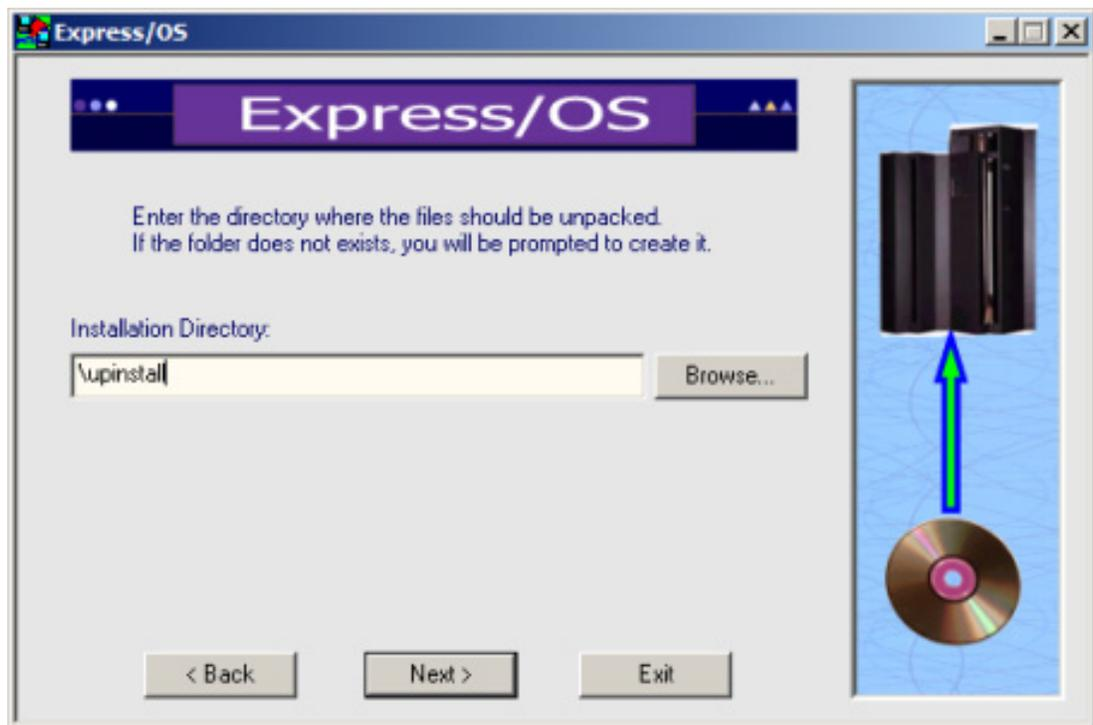 Express/OS
Express/OS
Enter the directory where the files should be unpacked.
If the folder does not exists, you will be prompted to create it.
Installation Directory:
\upinstall
Browse...
< Back
Next >
Exit